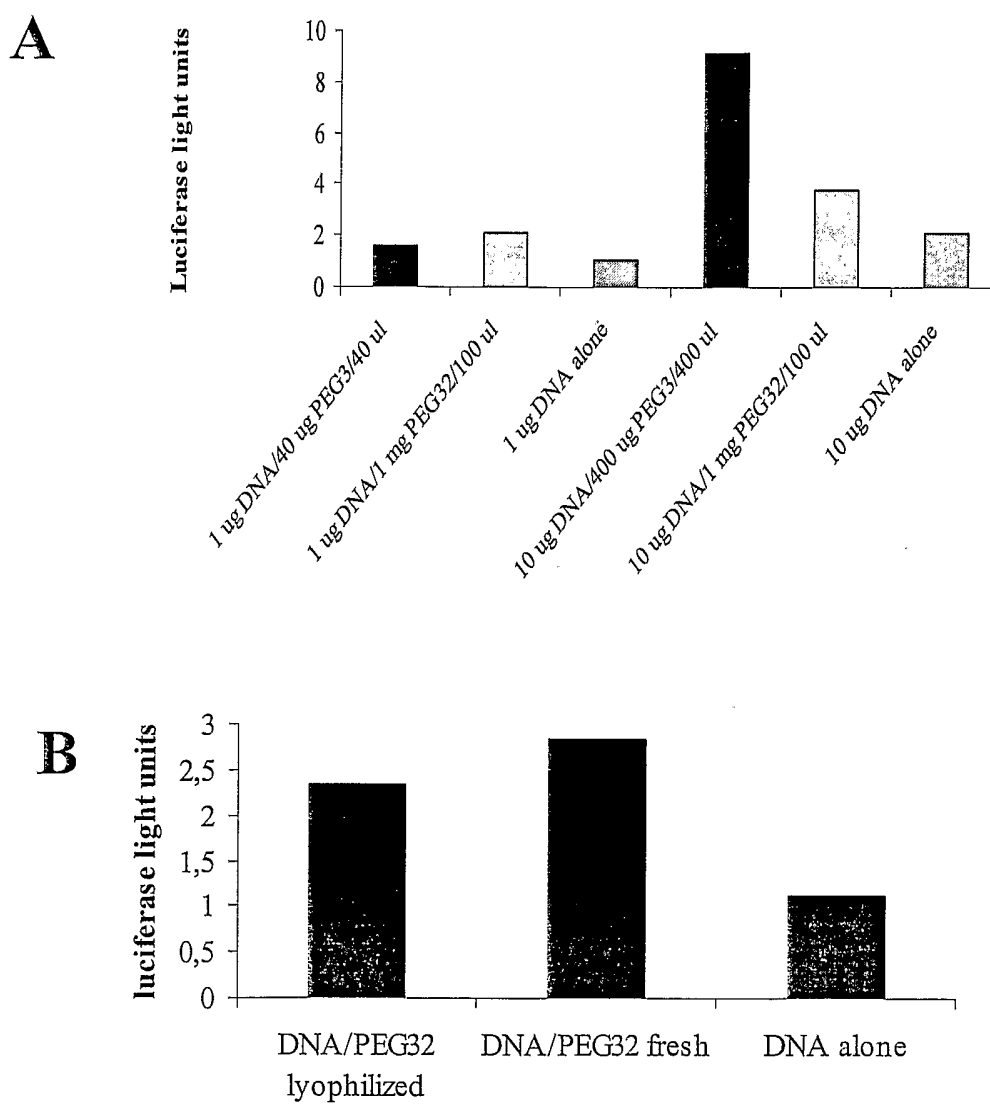 A
Luciferase light units
10
8
6
4
2
0
1 ug DNA/40 ug PEG3/40 ul
1 ug DNA/1 mg PEG32/100 ul
1 ug DNA alone
10 ug DNA/400 ug PEG3/400 ul
10 ug DNA/1 mg PEG32/100 ul
10 ug DNA alone
B
luciferase light units
3
2,5
2
1,5
1
0,5
0
DNA/PEG32
lyophilized
DNA/PEG32 fresh
DNA alone